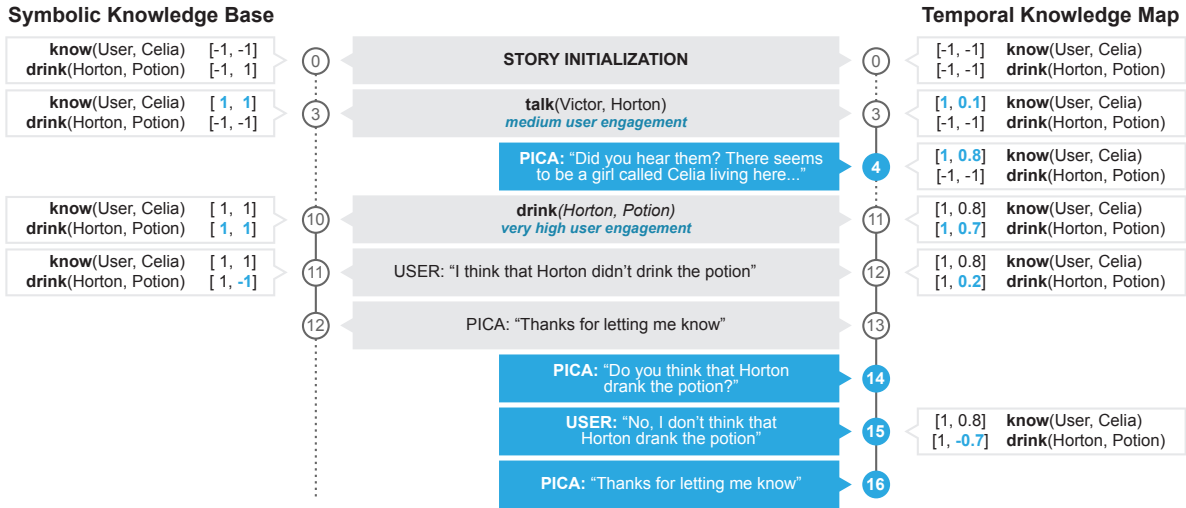 Symbolic Knowledge Base
Temporal Knowledge Map
know(User, Celia) [-1, -1]
drink(Horton, Potion) [-1, 1]
0
STORY INITIALIZATION
0
[-1, -1] know(User, Celia)
[-1, -1] drink(Horton, Potion)
know(User, Celia) [ 1, 1]
drink(Horton, Potion) [-1, -1]
3
talk(Victor, Horton)
medium user engagement
3
[1, 0.1] know(User, Celia)
[-1, -1] drink(Horton, Potion)
PICA: “Did you hear them? There seems
to be a girl called Celia living here...”
4
[1, 0.8] know(User, Celia)
[-1, -1] drink(Horton, Potion)
know(User, Celia) [ 1, 1]
drink(Horton, Potion) [ 1, 1]
10
drink(Horton, Potion)
very high user engagement
11
[1, 0.8] know(User, Celia)
[1, 0.7] drink(Horton, Potion)
know(User, Celia) [ 1, 1]
drink(Horton, Potion) [ 1, -1]
11
USER: “I think that Horton didn’t drink the potion”
12
[1, 0.8] know(User, Celia)
[1, 0.2] drink(Horton, Potion)
12
PICA: “Thanks for letting me know”
13
PICA: “Do you think that Horton
drank the potion?”
14
USER: “No, I don’t think that
Horton drank the potion”
15
[1, 0.8] know(User, Celia)
[1, -0.7] drink(Horton, Potion)
PICA: “Thanks for letting me know”
16